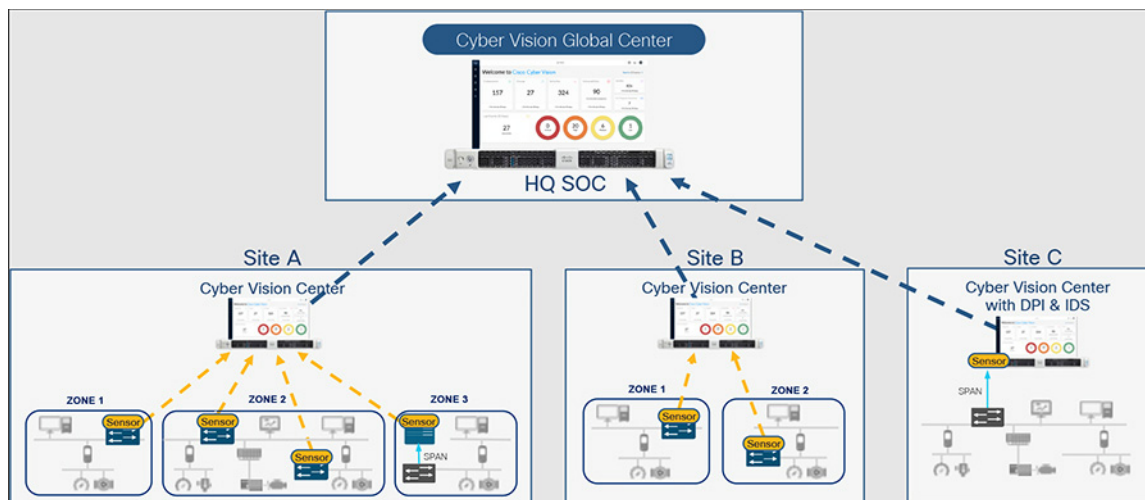 Cyber Vision Global Center
Welcome to Cisco Cyber Vision
157
27
324
90
27
HQ SOC
Site A
Site B
Site C
Cyber Vision Center
Cyber Vision Center
Cyber Vision Center
with DPI & IDS
Sensor
SPAN
ZONE 1
ZONE 2
ZONE 3
Sensor
Sensor
Sensor
Sensor
SPAN
ZONE 1
ZONE 2
Sensor
Sensor